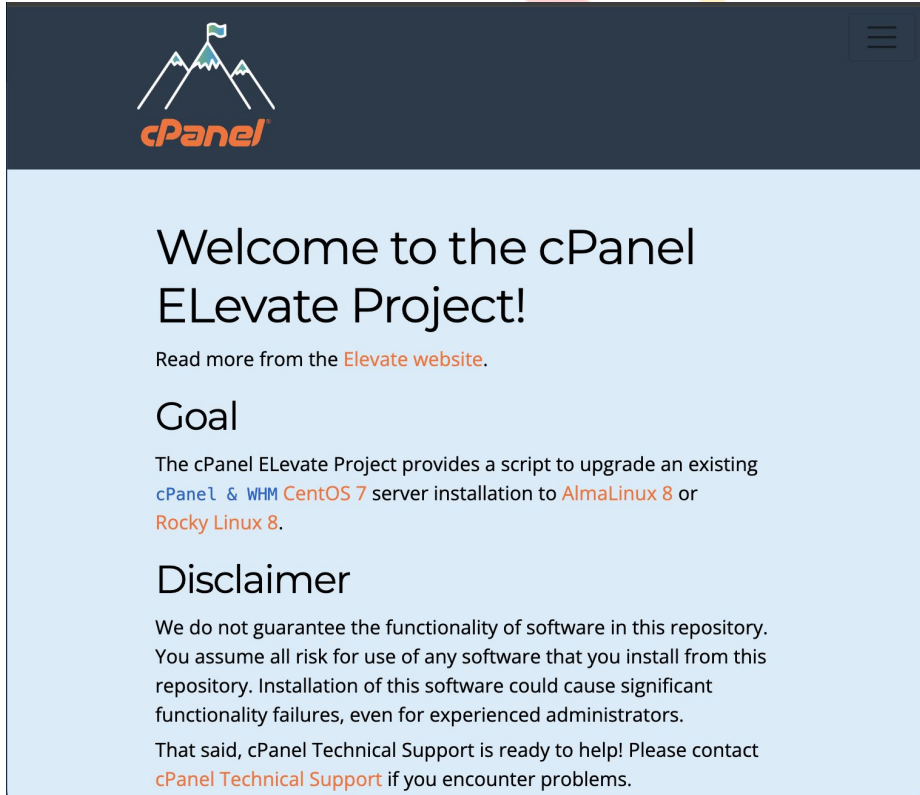 cPanel®
Welcome to the cPanel
ELevate Project!
Read more from the Elevate website.
Goal
The cPanel ELevate Project provides a script to upgrade an existing
cPanel & WHM CentOS 7 server installation to AlmaLinux 8 or
Rocky Linux 8.
Disclaimer
We do not guarantee the functionality of software in this repository.
You assume all risk for use of any software that you install from this
repository. Installation of this software could cause significant
functionality failures, even for experienced administrators.
That said, cPanel Technical Support is ready to help! Please contact
cPanel Technical Support if you encounter problems.